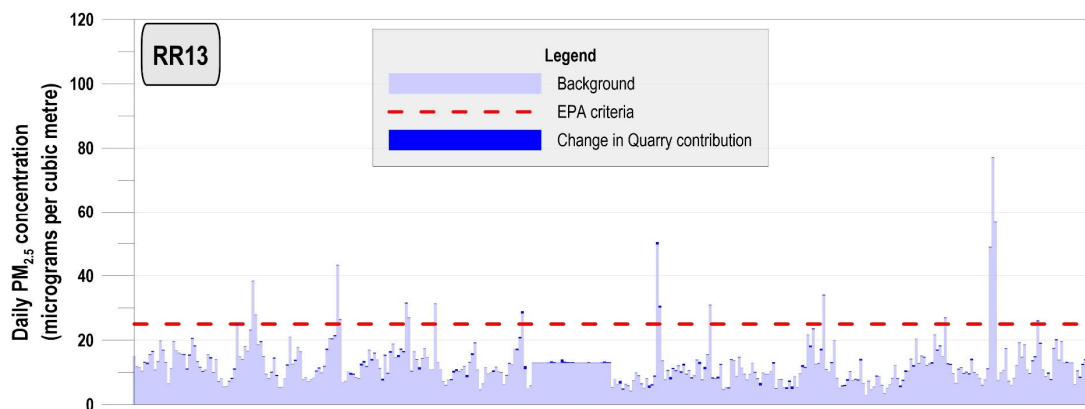 120
RR13
Legend
Background
EPA criteria
Change in Quarry contribution
100
80
60
40
20
0
Daily PM2.5 concentration
(micrograms per cubic metre)